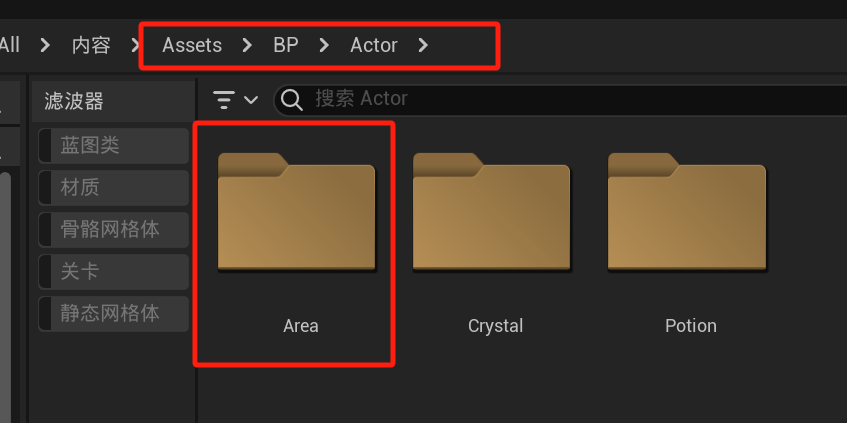 All > 内容 > Assets > BP > Actor >
滤波器
搜索 Actor
蓝图类
材质
骨骼网格体
关卡
静态网格体
Area
Crystal
Potion